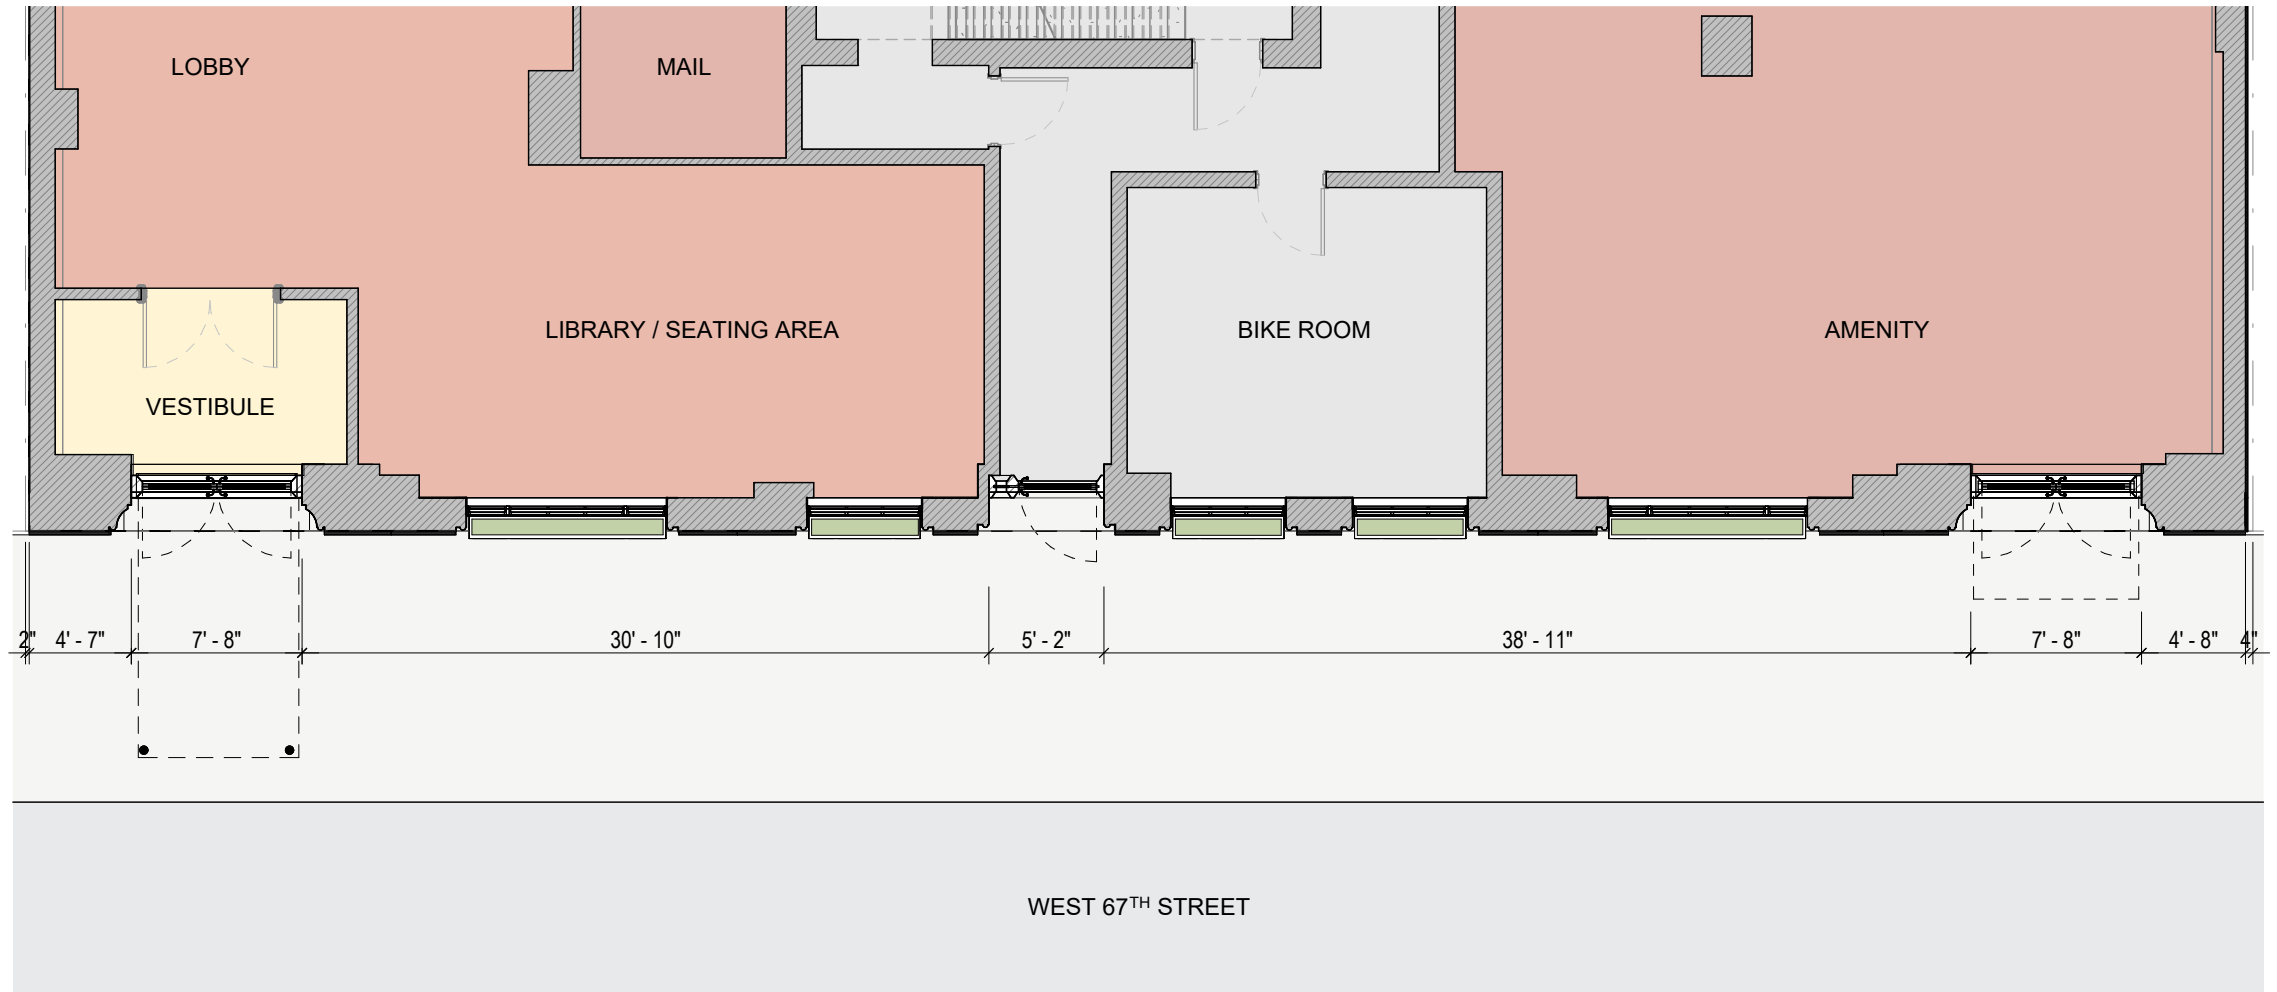 LOBBY
MAIL
LIBRARY / SEATING AREA
BIKE ROOM
AMENITY
VESTIBULE
2" 4' - 7" 7' - 8" 30' - 10" 5' - 2" 38' - 11" 7' - 8" 4' - 8" 4"
WEST 67TH STREET